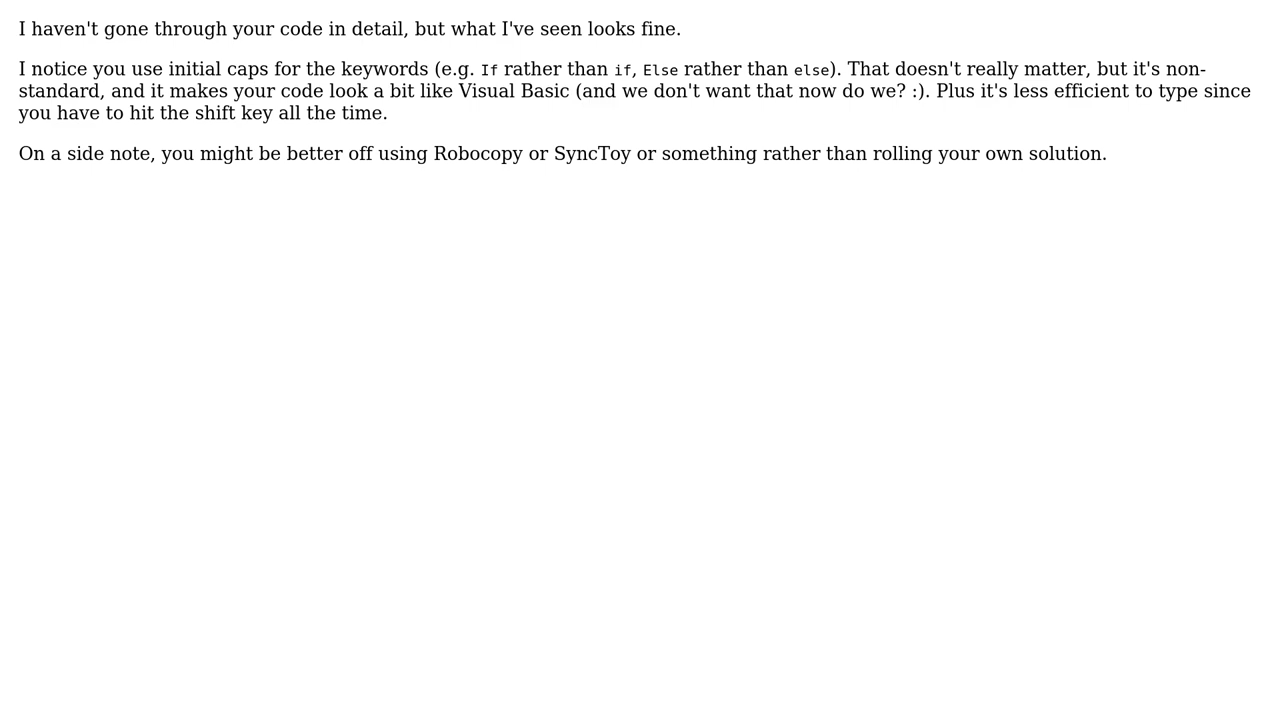 I haven't gone through your code in detail, but what I've seen looks fine.
I notice you use initial caps for the keywords (e.g. If rather than if, Else rather than else). That doesn't really matter, but it's non-
standard, and it makes your code look a bit like Visual Basic (and we don't want that now do we? :). Plus it's less efficient to type since
you have to hit the shift key all the time.
On a side note, you might be better off using Robocopy or SyncToy or something rather than rolling your own solution.